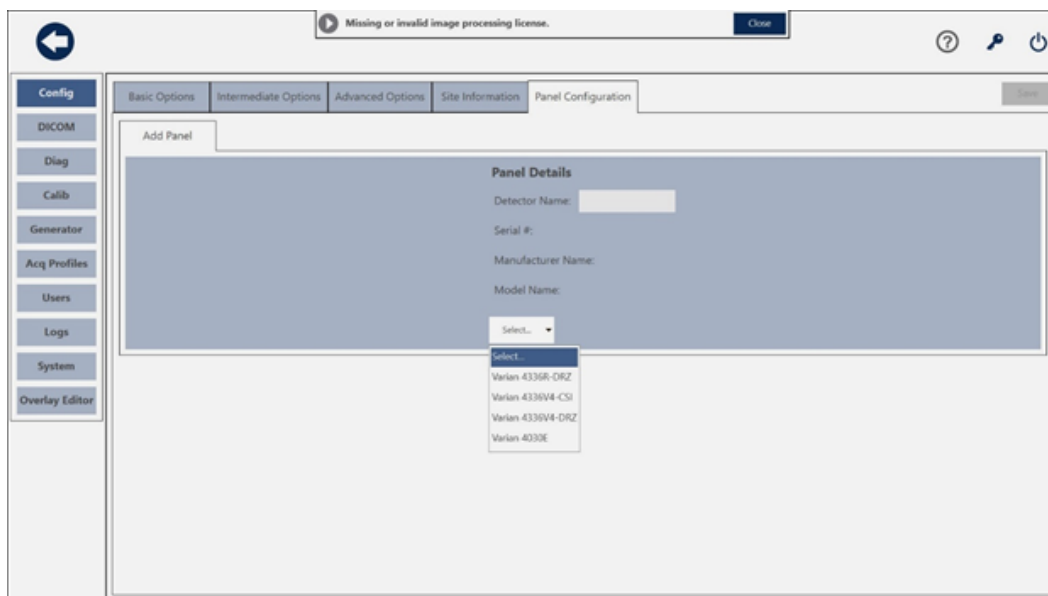 Missing or invalid image processing license.
Close
?
Config
DICOM
Diag
Calib
Generator
Acq Profiles
Users
Logs
System
Overlay Editor
Basic Options Intermediate Options Advanced Options Site Information Panel Configuration
Save
Add Panel
Panel Details
Detector Name:
Serial #:
Manufacturer Name:
Model Name:
Select...
Select...
Varian 4336R-DRZ
Varian 4336V4-CSI
Varian 4336V4-DRZ
Varian 4030E